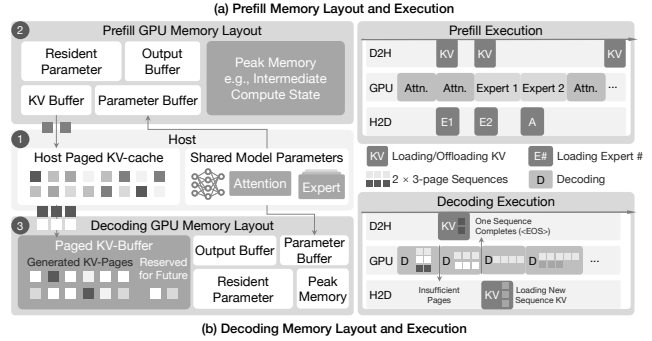 (a) Prefill Memory Layout and Execution
2 Prefill GPU Memory Layout
Resident
Parameter
Output
Buffer
Peak Memory
e.g., Intermediate
Compute State
KV Buffer
Parameter Buffer
1 Host
Host Paged KV-cache
Shared Model Parameters
Attention
Expert
3 Decoding GPU Memory Layout
Paged KV-Buffer
Generated KV-Pages
Reserved
for Future
Output Buffer
Parameter
Buffer
Resident
Parameter
Peak
Memory
Prefill Execution
D2H KV KV KV
GPU Attn. Attn. Expert 1 Expert 2 Attn. ...
H2D E1 E2 A
KV Loading/Offloading KV
E# Loading Expert #
2 × 3-page Sequences
D Decoding
Decoding Execution
D2H KV
One Sequence
Completes (<EOS>)
GPU D D D D ...
H2D
Insufficient
Pages
KV
Loading New
Sequence KV
(b) Decoding Memory Layout and Execution